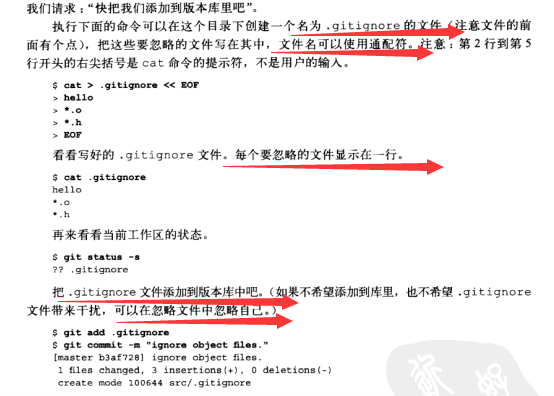 我们请求：“快把我们添加到版本库里吧”。
执行下面的命令可以在这个目录下创建一个名为 .gitignore 的文件（注意文件的前
面有个点），把这些要忽略的文件写在其中，文件名可以使用通配符。注意：第 2 行到第 5
行开头的右尖括号是 cat 命令的提示符，不是用户的输入。
$ cat > .gitignore << EOF
> hello
> *.o
> *.h
> EOF
看看写好的 .gitignore 文件。每个要忽略的文件显示在一行。
$ cat .gitignore
hello
*.o
*.h
再来看看当前工作区的状态。
$ git status -s
?? .gitignore
把 .gitignore 文件添加到版本库中吧。（如果不希望添加到库里，也不希望 .gitignore
文件带来干扰，可以在忽略文件中忽略自己。）
$ git add .gitignore
$ git commit -m "ignore object files."
[master b3af728] ignore object files.
1 files changed, 3 insertions(+), 0 deletions(-)
create mode 100644 src/.gitignore